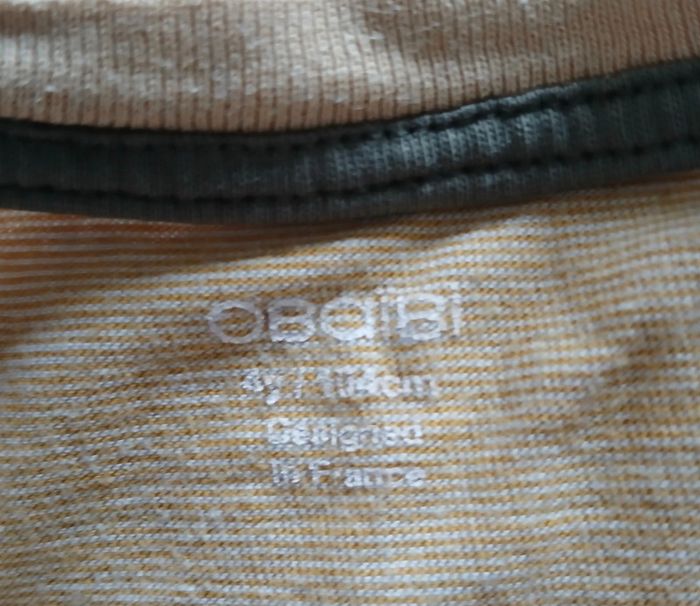 OBaiBi
4y / 104cm
Designed
in France